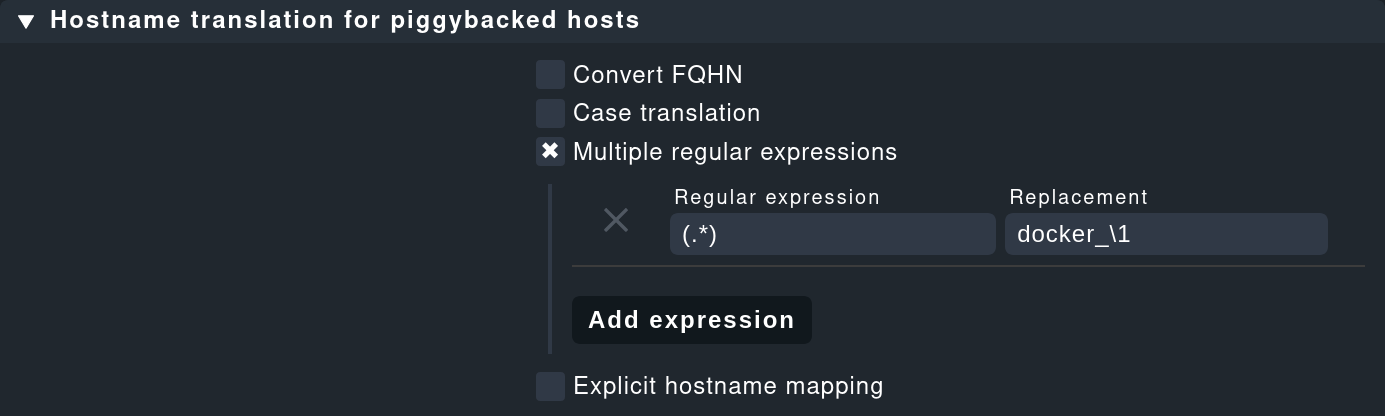 Hostname translation for piggybacked hosts
Convert FQHN
Case translation
Multiple regular expressions
Regular expression Replacement
(.*) docker_\1
Add expression
Explicit hostname mapping